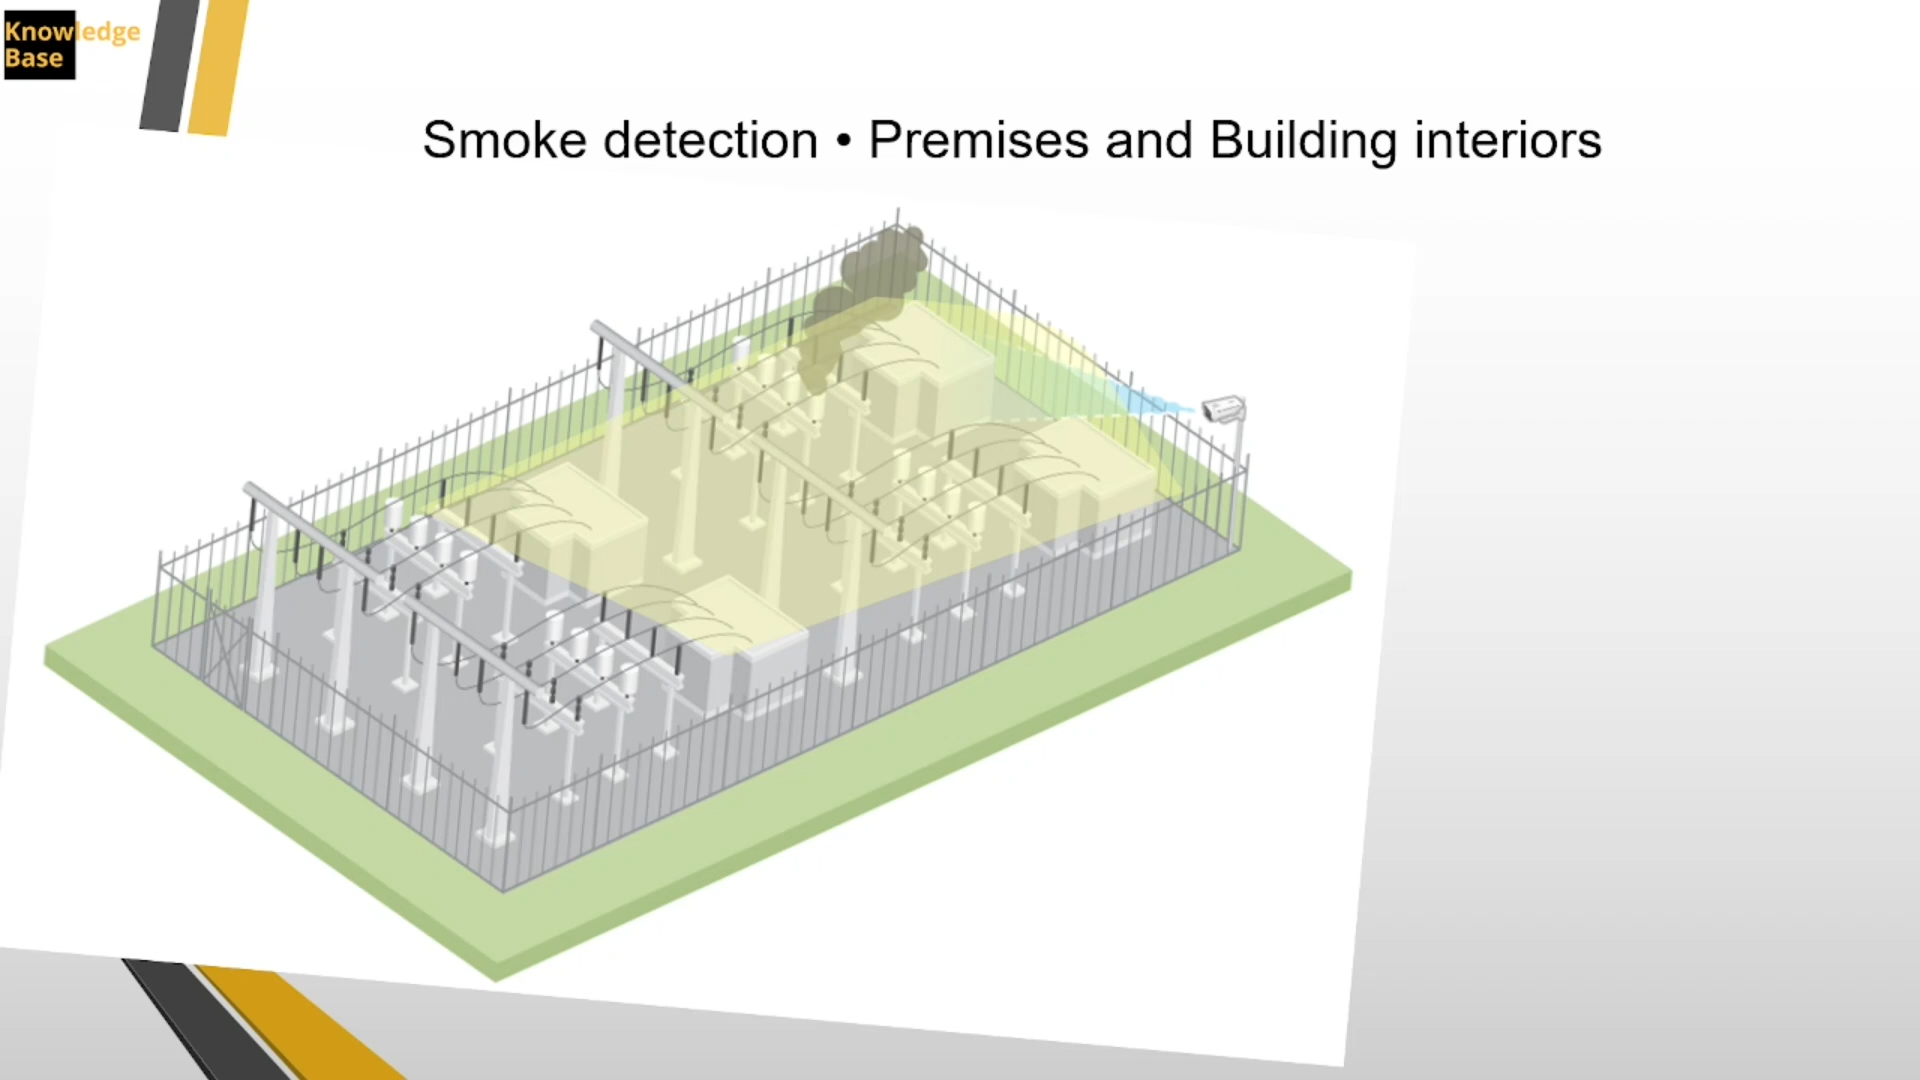 Knowledge
Base
Smoke detection • Premises and Building interiors